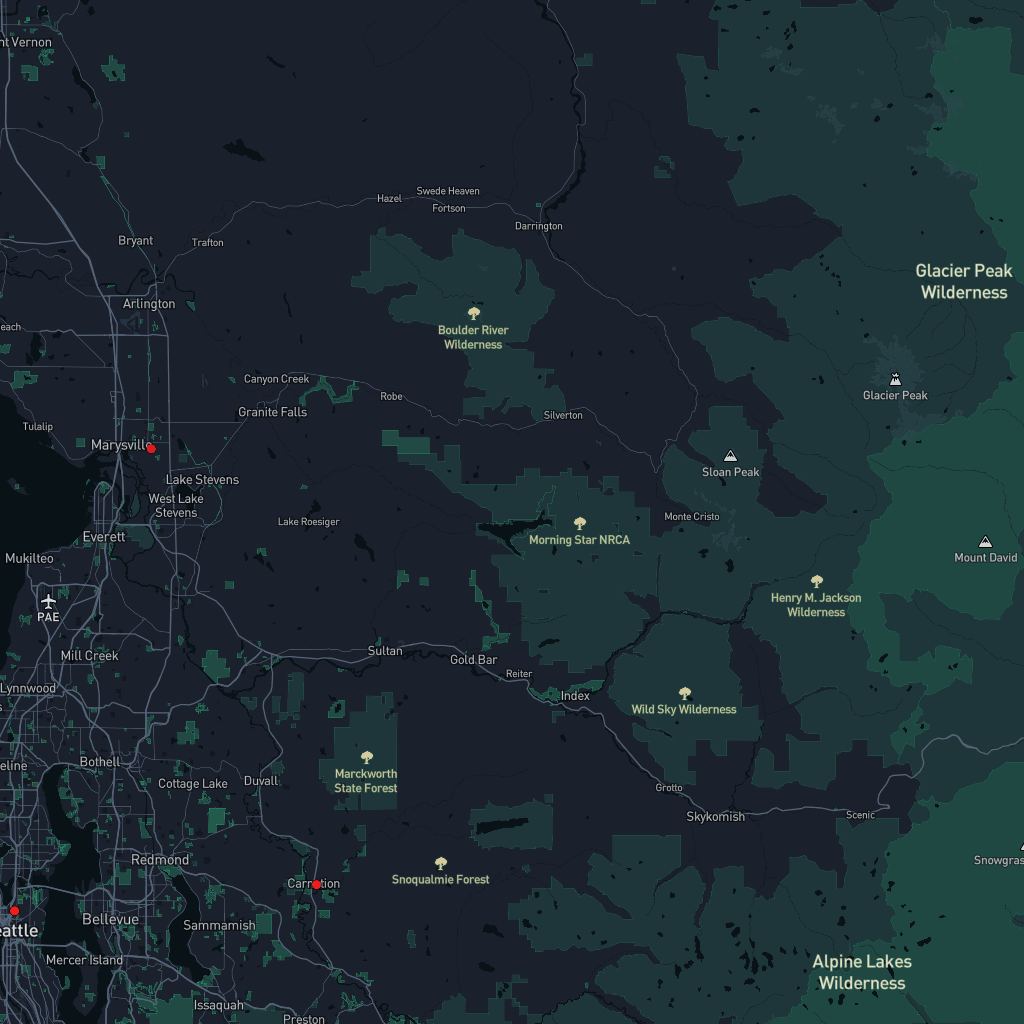 nt Vernon
Swede Heaven
Hazel
Fortson
Darrington
Bryant
Trafton
Glacier Peak
Wilderness
Arlington
each
Boulder River
Wilderness
Canyon Creek
Glacier Peak
Robe
Granite Falls
Silverton
Tulalip
Marysville
Sloan Peak
Lake Stevens
West Lake
Stevens
Lake Roesiger
Monte Cristo
Everett
Morning Star NRCA
Mukilteo
Mount David
Henry M. Jackson
Wilderness
PAE
Mill Creek
Sultan
Gold Bar
Reiter
Lynnwood
Index
s
Wild Sky Wilderness
eline
Bothell
Marckworth
State Forest
Cottage Lake
Duvall
Grotto
Skykomish
Scenic
Redmond
Snowgras
Carnation
Snoqualmie Forest
Bellevue
Sammamish
eattle
Mercer Island
Alpine Lakes
Wilderness
Issaquah
Preston